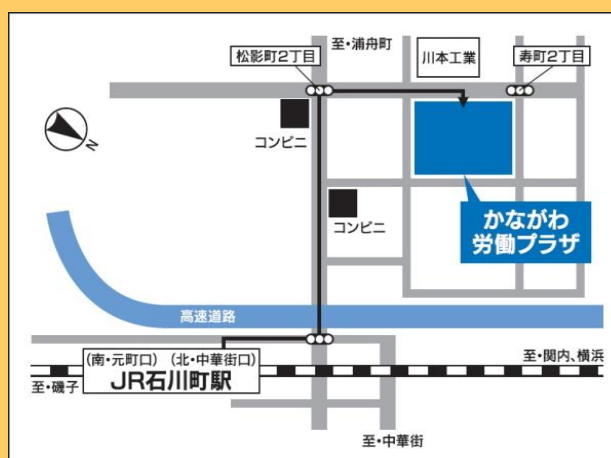 至・浦舟町
松影町2丁目
川本工業
寿町2丁目
コンビニ
N
コンビニ
かながわ
労働プラザ
高速道路
(南・元町口) (北・中華街口)
JR石川町駅
至・関内、横浜
至・磯子
至・中華街